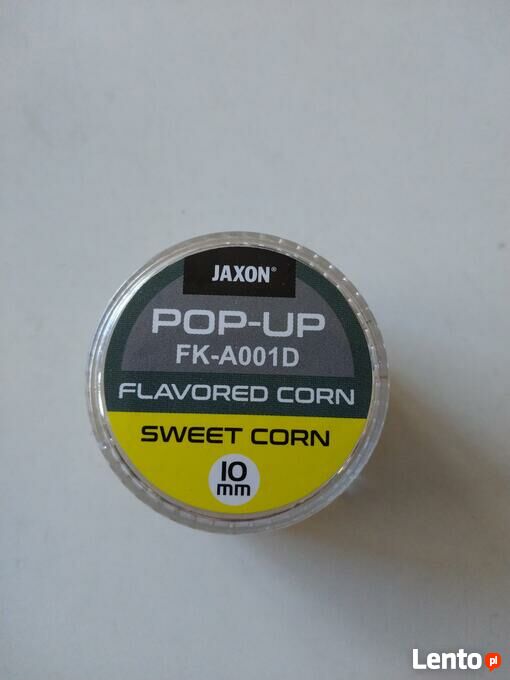 JAXON®
POP-UP
FK-A001D
FLAVORED CORN
SWEET CORN
10
mm
Lento.pl